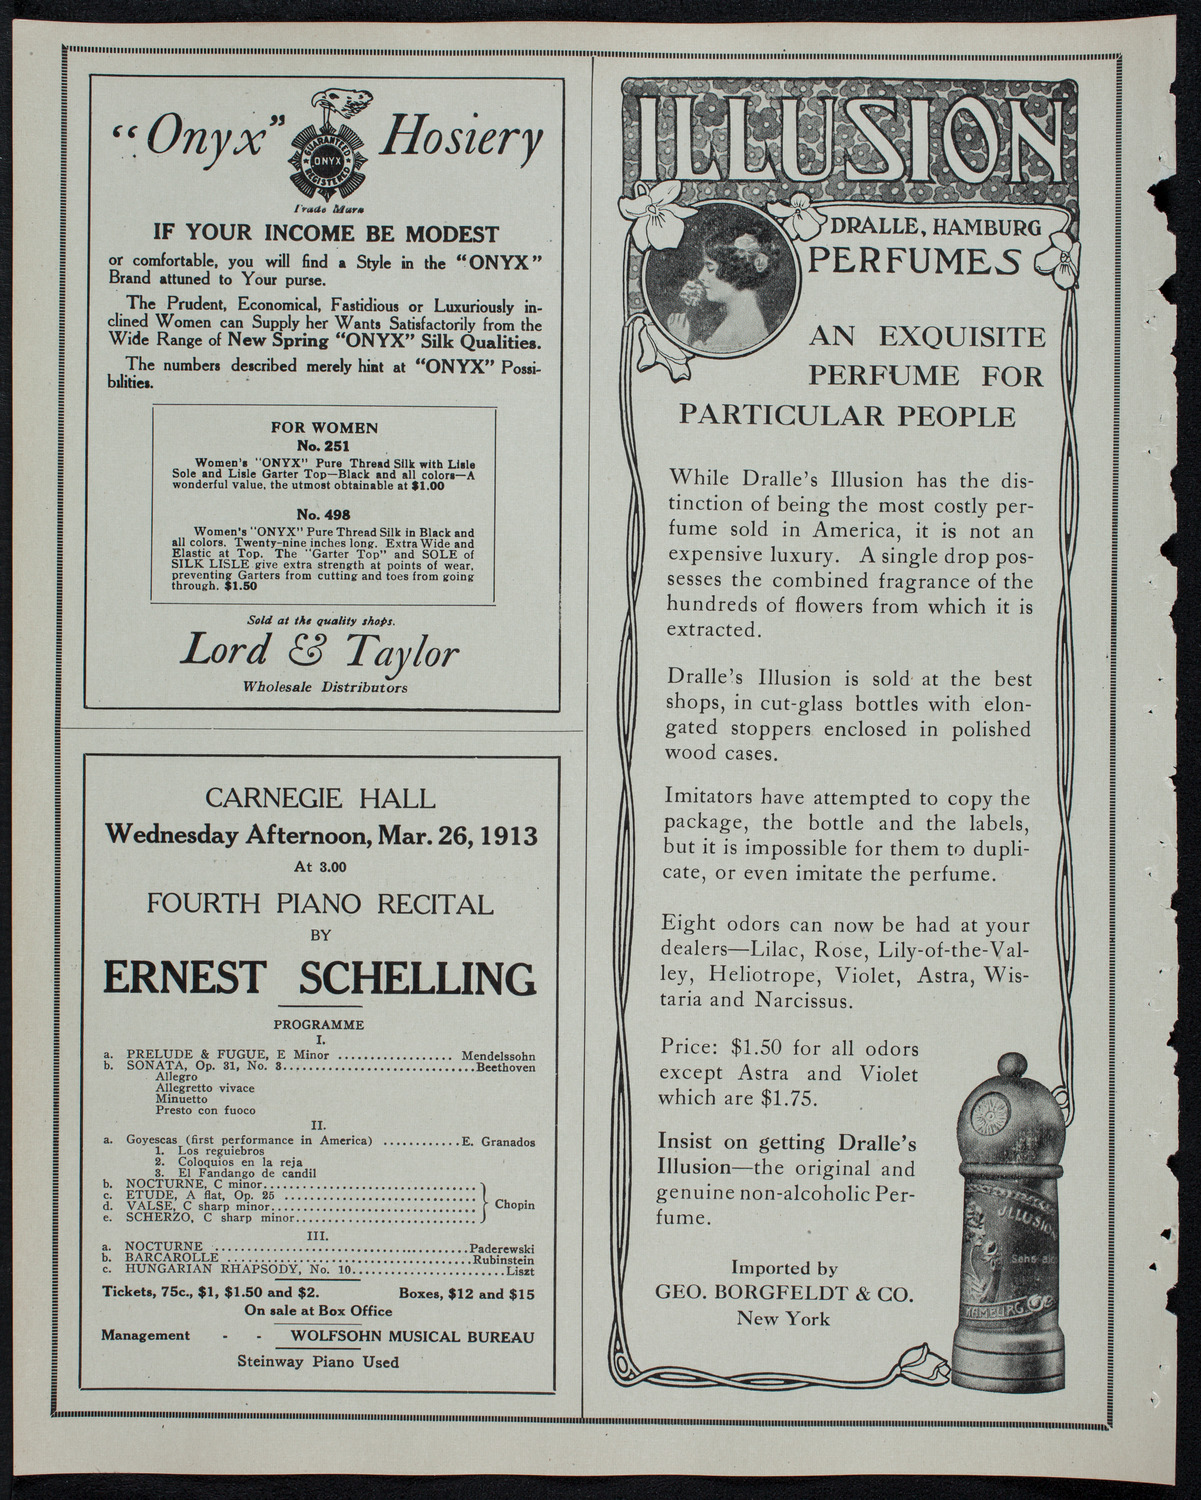 "Onyx" Hosiery
GUARANTEED
ONYX
REGISTERED
Trade Mark
IF YOUR INCOME BE MODEST
or comfortable, you will find a Style in the "ONYX"
Brand attuned to Your purse.
The Prudent, Economical, Fastidious or Luxuriously in-
clined Women can Supply her Wants Satisfactorily from the
Wide Range of New Spring "ONYX" Silk Qualities.
The numbers described merely hint at "ONYX" Possi-
bilities.
FOR WOMEN
No. 251
Women's "ONYX" Pure Thread Silk with Lisle
Sole and Lisle Garter Top—Black and all colors—A
wonderful value, the utmost obtainable at $1.00
No. 498
Women's "ONYX" Pure Thread Silk in Black and
all colors. Twenty-nine inches long. Extra Wide and
Elastic at Top. The "Garter Top" and SOLE of
SILK LISLE give extra strength at points of wear,
preventing Garters from cutting and toes from going
through. $1.50
Sold at the quality shops.
Lord & Taylor
Wholesale Distributors
CARNEGIE HALL
Wednesday Afternoon, Mar. 26, 1913
At 3.00
FOURTH PIANO RECITAL
BY
ERNEST SCHELLING
PROGRAMME
I.
a. PRELUDE & FUGUE, E Minor .................. Mendelssohn
b. SONATA, Op. 31, No. 3..............................Beethoven
Allegro
Allegretto vivace
Minuetto
Presto con fuoco
II.
a. Goyescas (first performance in America) ............E. Granados
1. Los reguiebros
2. Coloquios en la reja
3. El Fandango de candil
b. NOCTURNE, C minor..................................
c. ETUDE, A flat, Op. 25 ..............................
d. VALSE, C sharp minor................................ Chopin
e. SCHERZO, C sharp minor.............................
III.
a. NOCTURNE ........................................Paderewski
b. BARCAROLLE ......................................Rubinstein
c. HUNGARIAN RHAPSODY, No. 10........................Liszt
Tickets, 75c., $1, $1.50 and $2. Boxes, $12 and $15
On sale at Box Office
Management - - WOLFSOHN MUSICAL BUREAU
Steinway Piano Used
ILLUSION
DRALLE, HAMBURG
PERFUMES
AN EXQUISITE
PERFUME FOR
PARTICULAR PEOPLE
While Dralle's Illusion has the dis-
tinction of being the most costly per-
fume sold in America, it is not an
expensive luxury. A single drop pos-
sesses the combined fragrance of the
hundreds of flowers from which it is
extracted.
Dralle's Illusion is sold at the best
shops, in cut-glass bottles with elon-
gated stoppers enclosed in polished
wood cases.
Imitators have attempted to copy the
package, the bottle and the labels,
but it is impossible for them to dupli-
cate, or even imitate the perfume.
Eight odors can now be had at your
dealers—Lilac, Rose, Lily-of-the-Val-
ley, Heliotrope, Violet, Astra, Wis-
taria and Narcissus.
Price: $1.50 for all odors
except Astra and Violet
which are $1.75.
Insist on getting Dralle's
Illusion—the original and
genuine non-alcoholic Per-
fume.
Imported by
GEO. BORGFELDT & CO.
New York
ILLUSION
HAMBURG